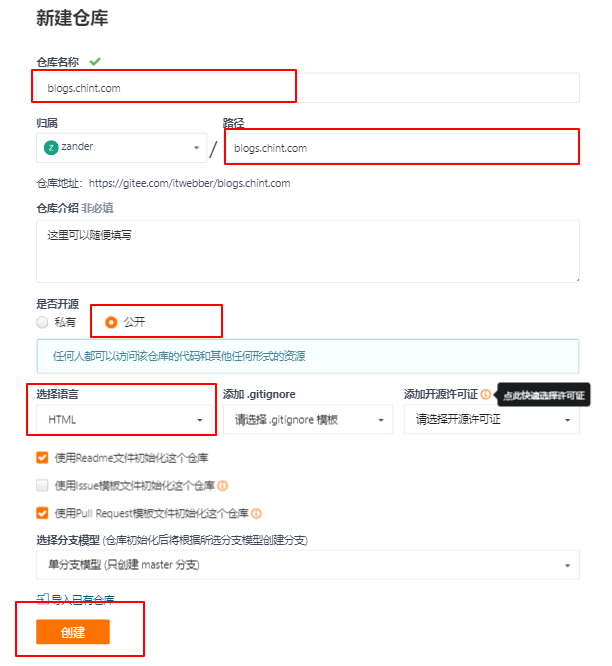 新建仓库
仓库名称
blogs.chint.com
归属 路径
Z zander / blogs.chint.com
仓库地址：https://gitee.com/itwebber/blogs.chint.com
仓库介绍 非必填
这里可以随便填写
是否开源
私有 公开
任何人都可以访问该仓库的代码和其他任何形式的资源
选择语言 添加 .gitignore 添加开源许可证 点此快速选择许可证
HTML 请选择 .gitignore 模板 请选择开源许可证
使用Readme文件初始化这个仓库
使用Issue模板文件初始化这个仓库
使用Pull Request模板文件初始化这个仓库
选择分支模型 (仓库初始化后将根据所选分支模型创建分支)
单分支模型 (只创建 master 分支)
导入已有仓库
创建